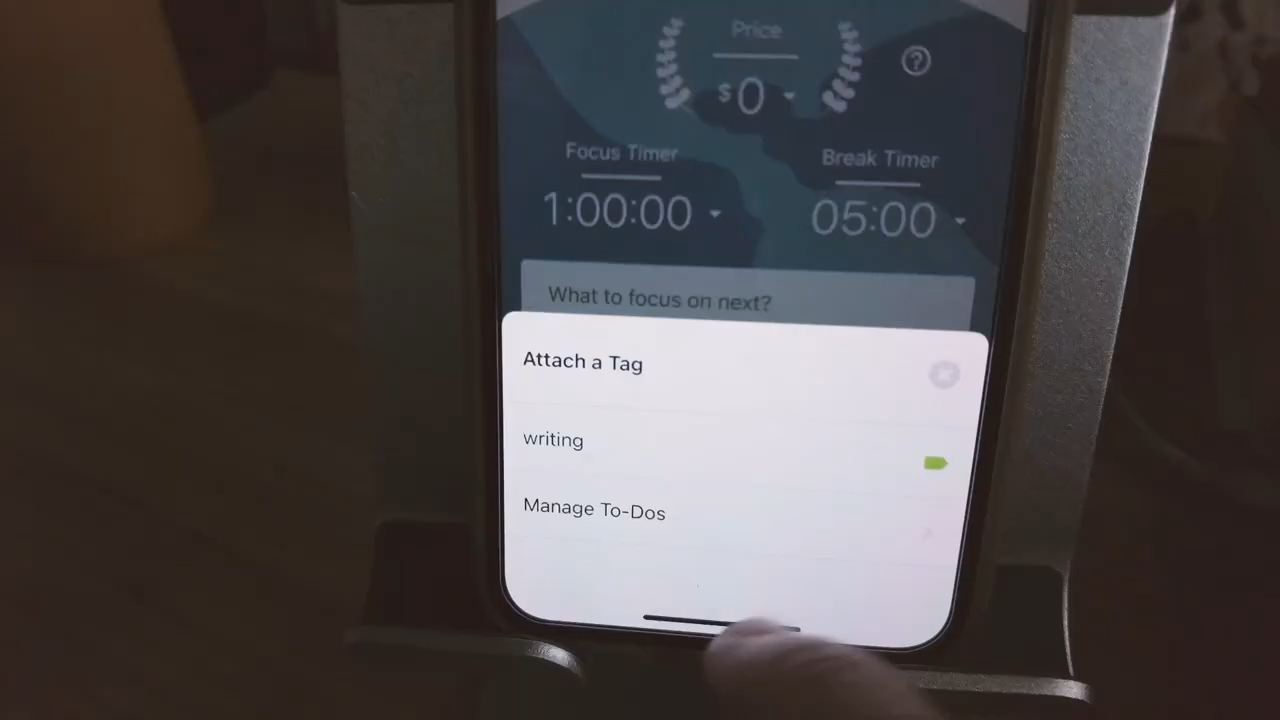 Price
$0
?
Focus Timer
Break Timer
1:00:00
05:00
What to focus on next?
Attach a Tag
writing
Manage To-Dos